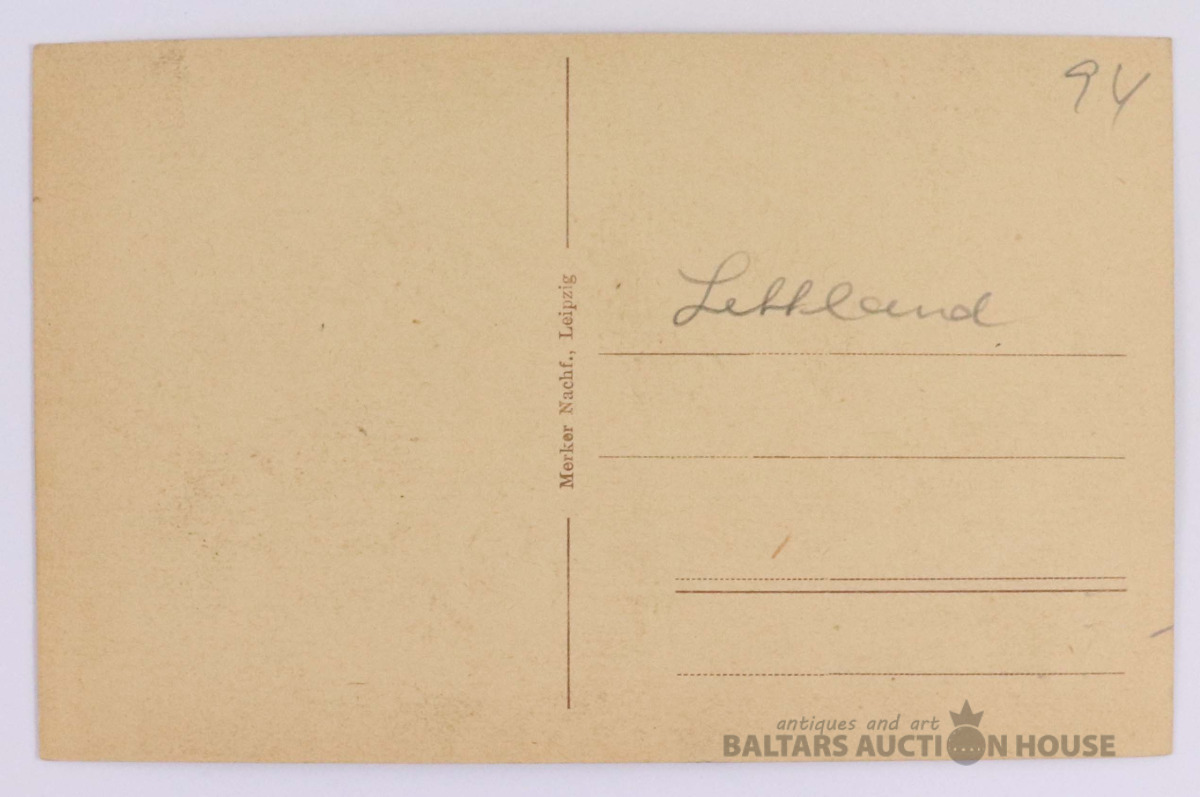 94
Lettland
Merker Nachf., Leipzig
antiques and art
BALTARS AUCTION HOUSE